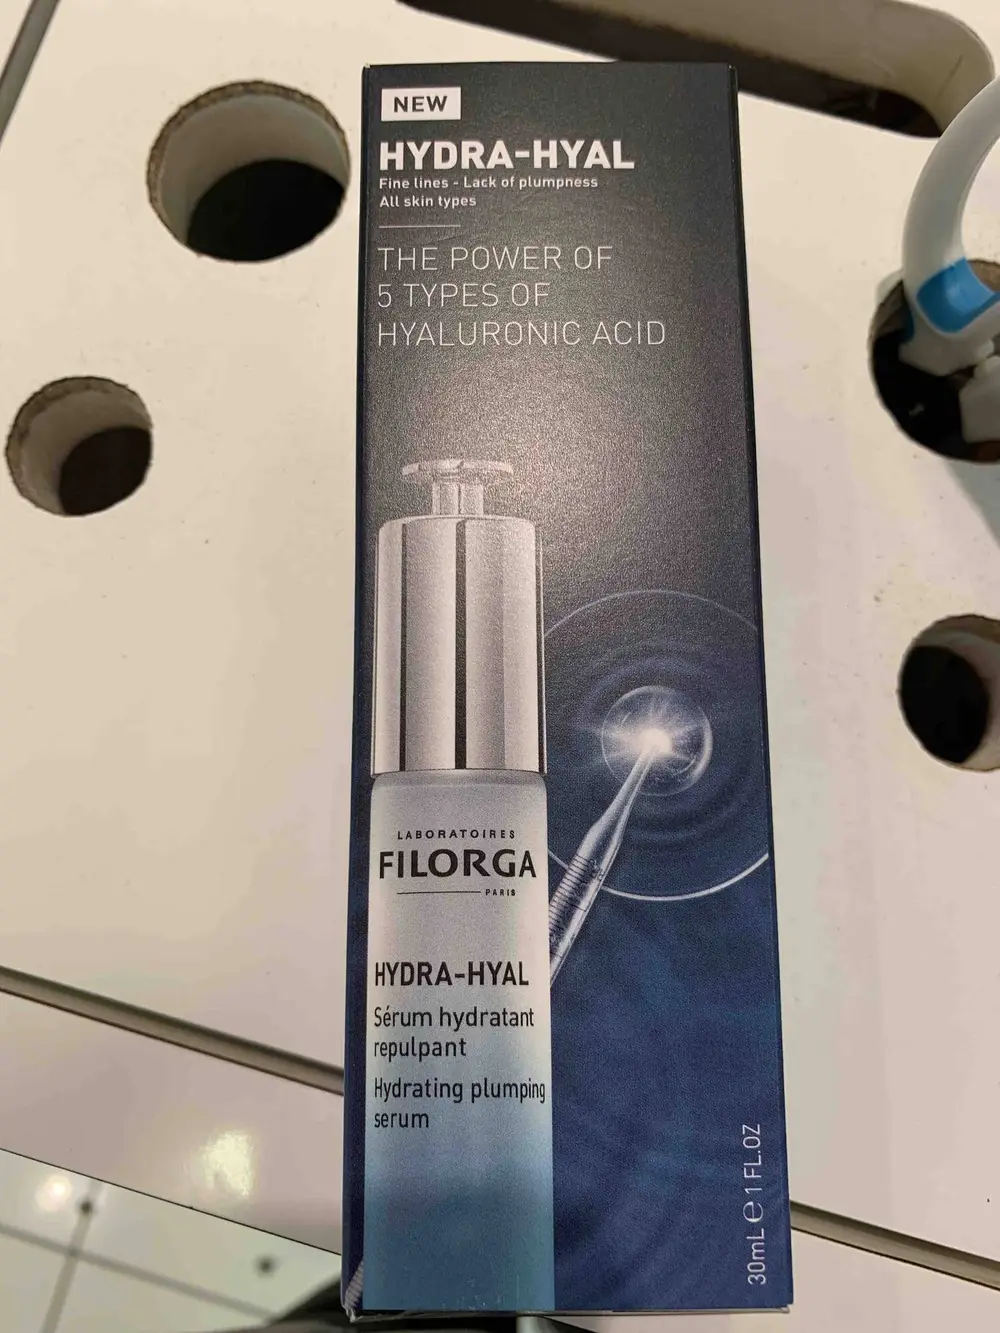 NEW
HYDRA-HYAL
Fine lines - Lack of plumpness
All skin types
THE POWER OF
5 TYPES OF
HYALURONIC ACID
LABORATOIRES
FILORGA
PARIS
HYDRA-HYAL
Sérum hydratant
repulpant
Hydrating plumping
serum
30mL ℮ 1 FL.OZ